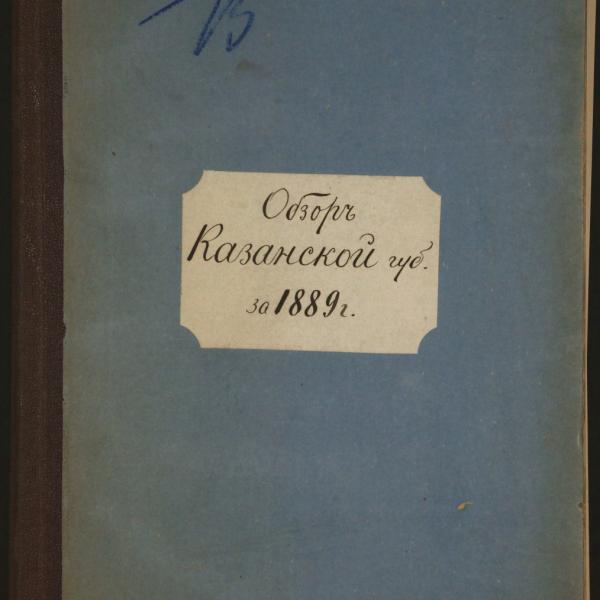 Обзоръ
Казанской губ.
за 1889 г.